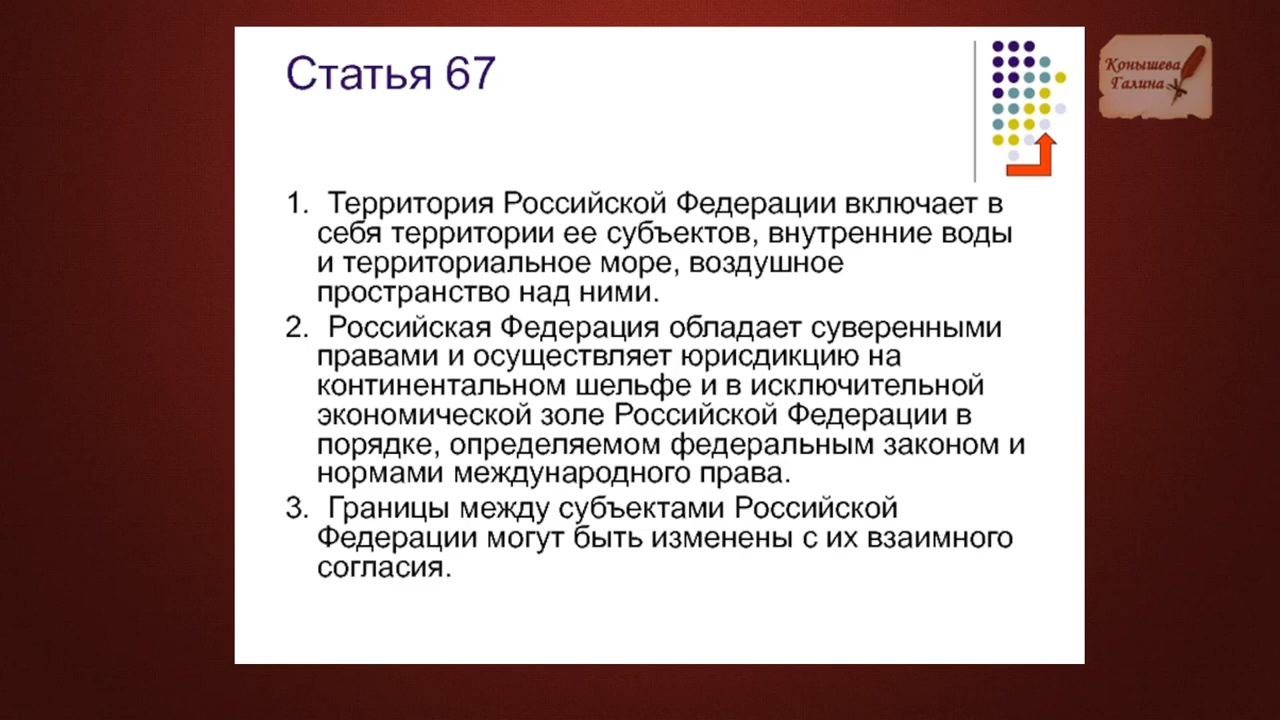 Статья 67
Конышева
Галина
1. Территория Российской Федерации включает в
себя территории ее субъектов, внутренние воды
и территориальное море, воздушное
пространство над ними.
2. Российская Федерация обладает суверенными
правами и осуществляет юрисдикцию на
континентальном шельфе и в исключительной
экономической золе Российской Федерации в
порядке, определяемом федеральным законом и
нормами международного права.
3. Границы между субъектами Российской
Федерации могут быть изменены с их взаимного
согласия.